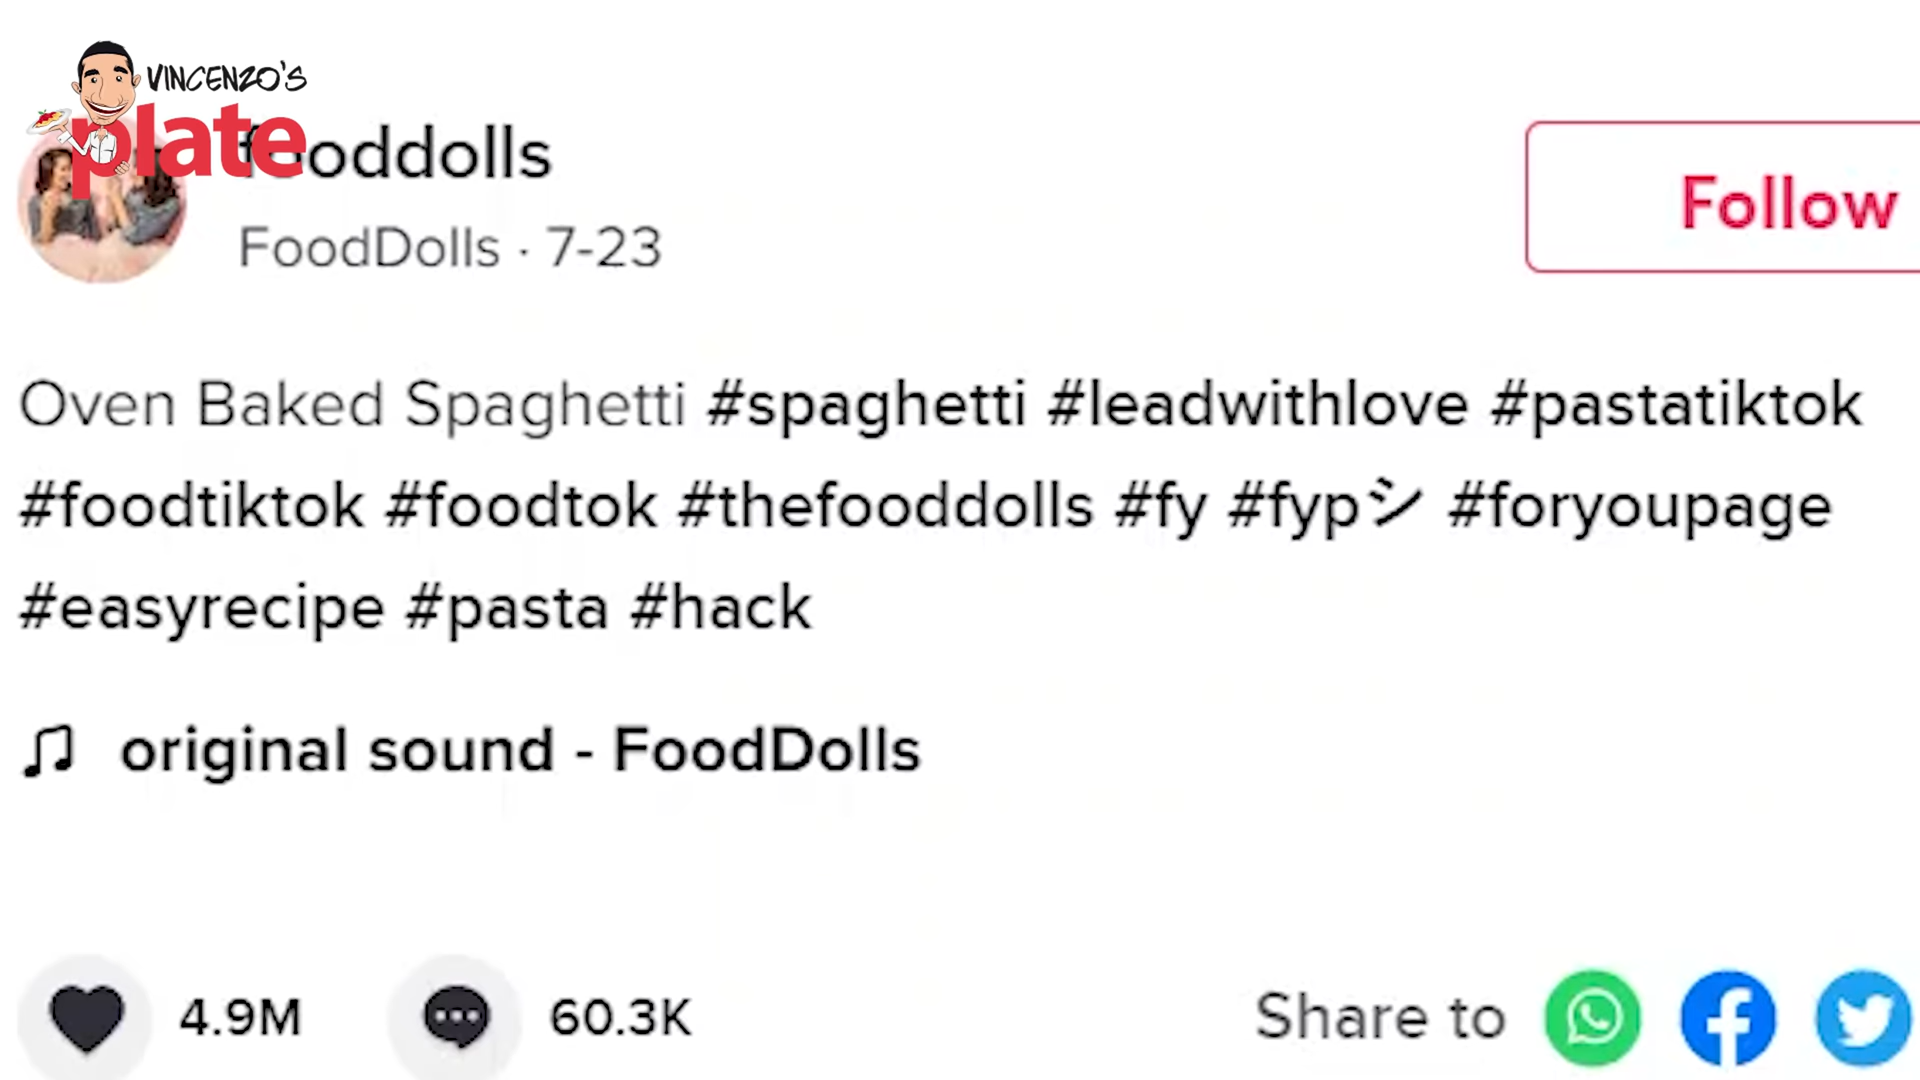 VINCENZO'S
plate
fooddolls
FoodDolls · 7-23
Follow
Oven Baked Spaghetti #spaghetti #leadwithlove #pastatiktok
#foodtiktok #foodtok #thefooddolls #fy #fypシ #foryoupage
#easyrecipe #pasta #hack
original sound - FoodDolls
4.9M
60.3K
Share to